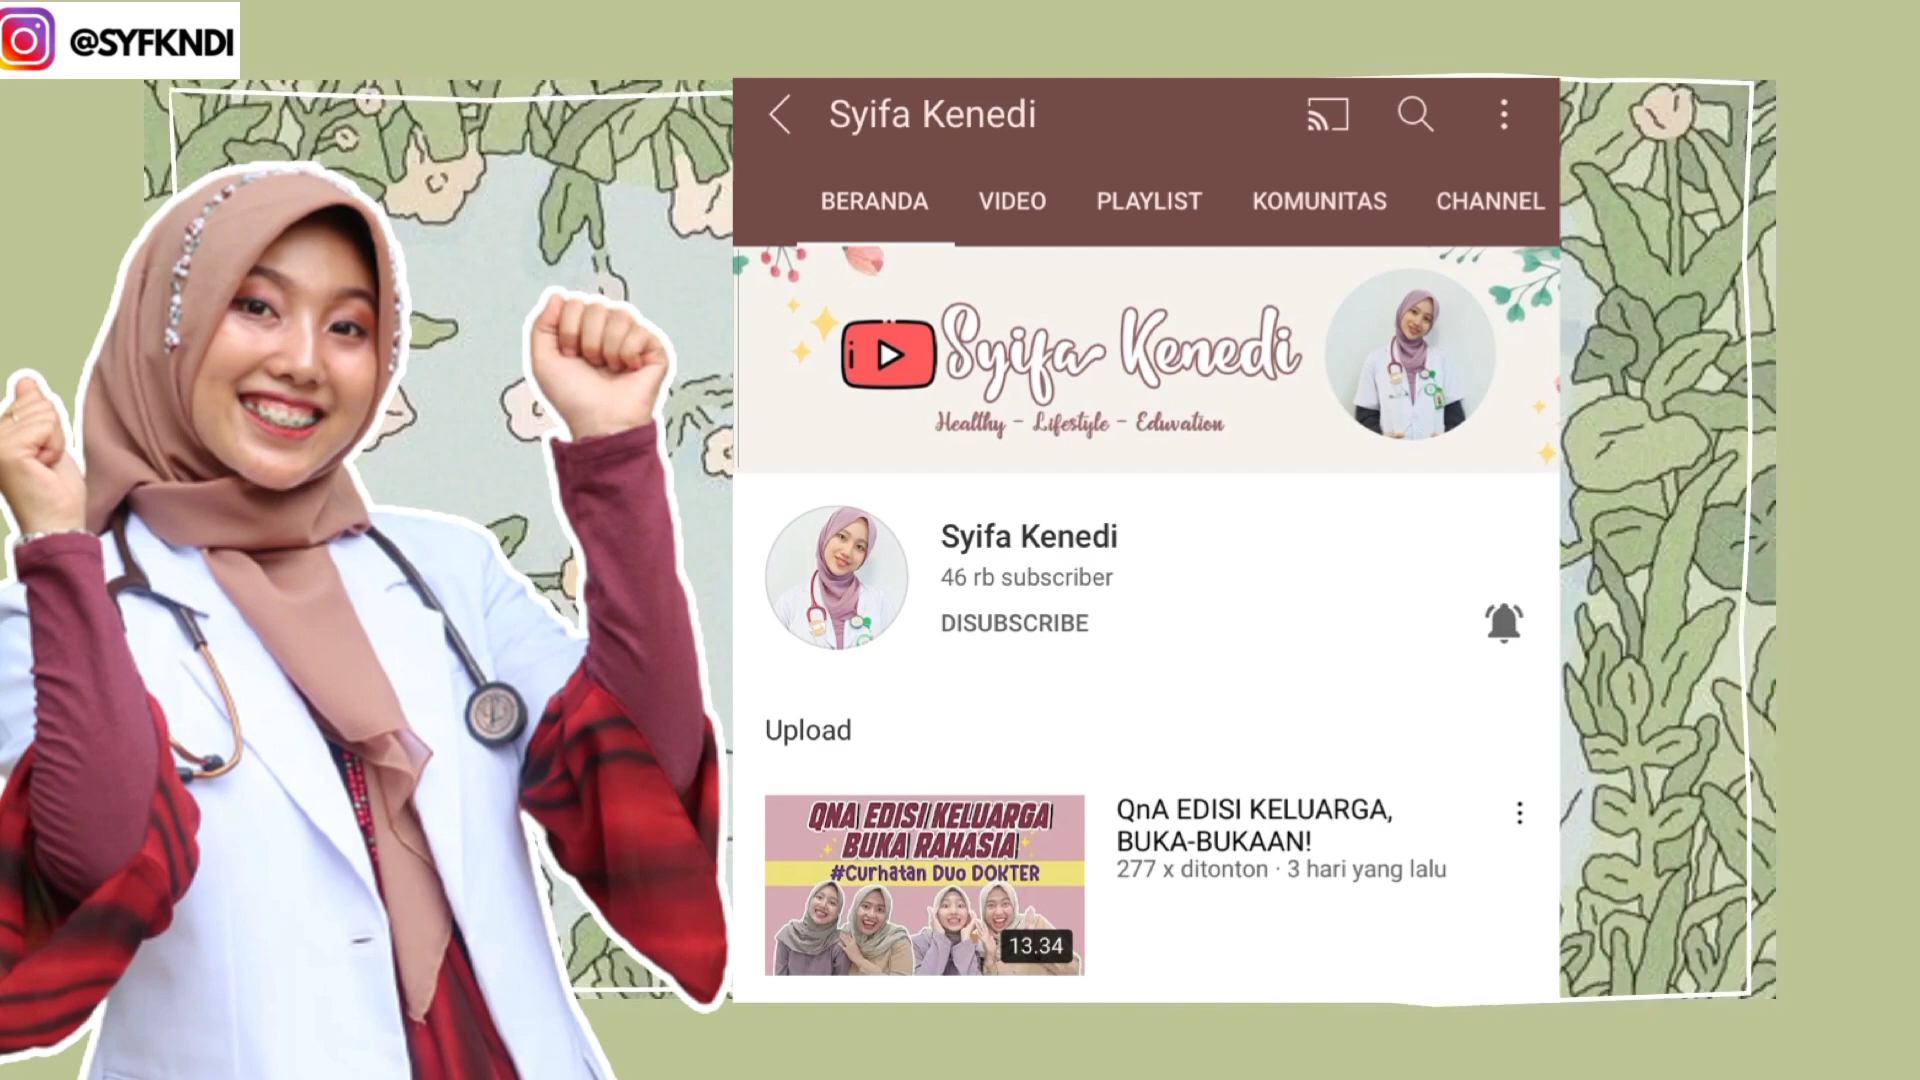 @SYFKNDI
Syifa Kenedi
BERANDA VIDEO PLAYLIST KOMUNITAS CHANNEL
Syifa Kenedi
Healthy - Lifestyle - Eduvation
Syifa Kenedi
46 rb subscriber
DISUBSCRIBE
Upload
QNA EDISI KELUARGA
BUKA RAHASIA
#Curhatan Duo DOKTER
13.34
QnA EDISI KELUARGA,
BUKA-BUKAAN!
277 x ditonton · 3 hari yang lalu